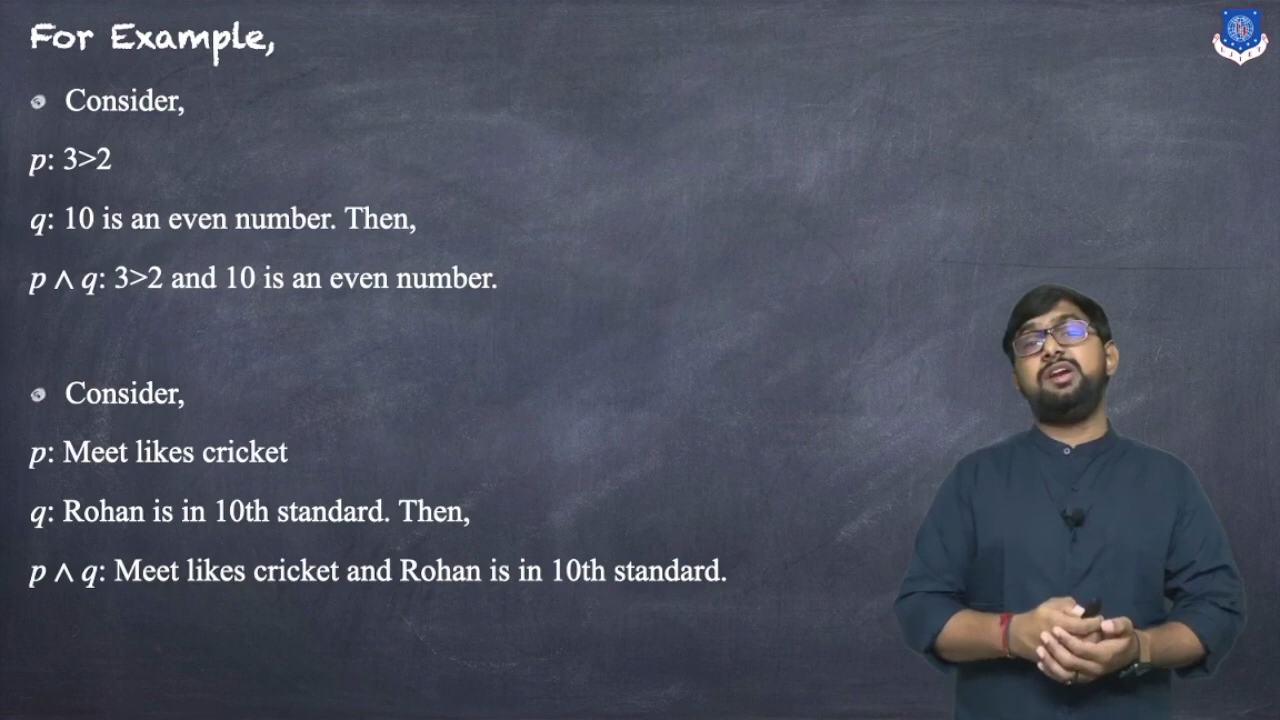 For Example,
Consider,
p: 3>2
q: 10 is an even number. Then,
p ∧ q: 3>2 and 10 is an even number.
Consider,
p: Meet likes cricket
q: Rohan is in 10th standard. Then,
p ∧ q: Meet likes cricket and Rohan is in 10th standard.